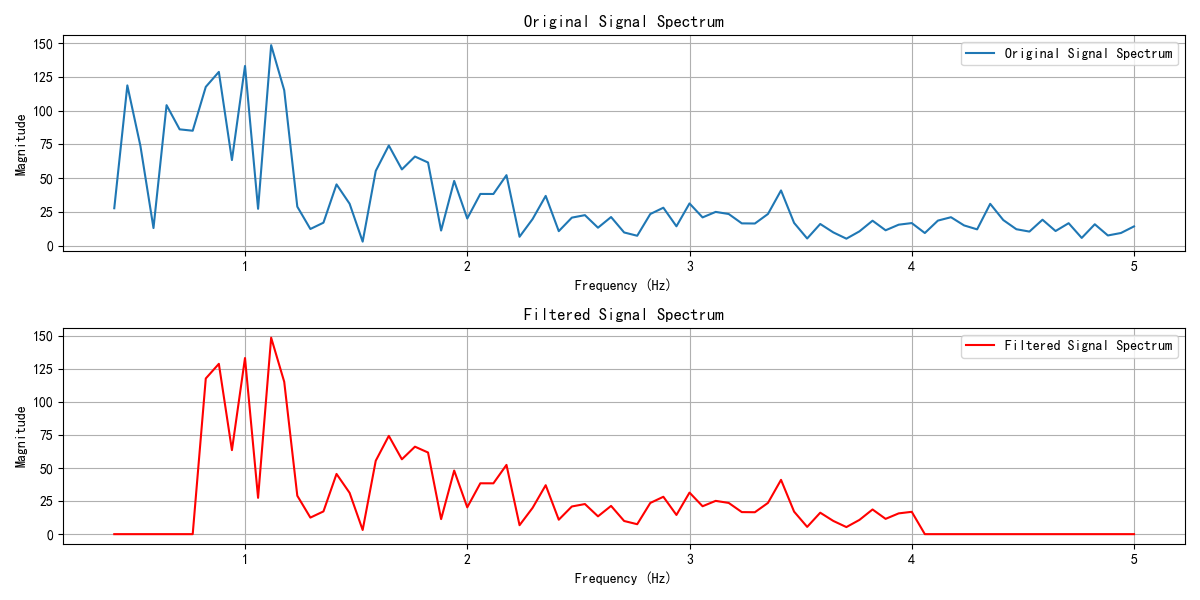 Original Signal Spectrum
150
125
100
75
50
25
0
Magnitude
Original Signal Spectrum
1 2 3 4 5
Frequency (Hz)
Filtered Signal Spectrum
150
125
100
75
50
25
0
Magnitude
Filtered Signal Spectrum
1 2 3 4 5
Frequency (Hz)